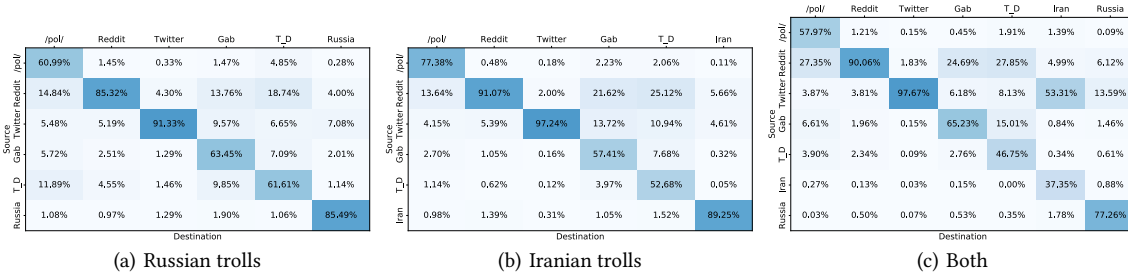 /pol/ Reddit Twitter Gab T_D Russia
/pol/ 60.99% 1.45% 0.33% 1.47% 4.85% 0.28%
Reddit 14.84% 85.32% 4.30% 13.76% 18.74% 4.00%
Twitter 5.48% 5.19% 91.33% 9.57% 6.65% 7.08%
Gab 5.72% 2.51% 1.29% 63.45% 7.09% 2.01%
T_D 11.89% 4.55% 1.46% 9.85% 61.61% 1.14%
Russia 1.08% 0.97% 1.29% 1.90% 1.06% 85.49%
Source
Destination
(a) Russian trolls
/pol/ Reddit Twitter Gab T_D Iran
/pol/ 77.38% 0.48% 0.18% 2.23% 2.06% 0.11%
Reddit 13.64% 91.07% 2.00% 21.62% 25.12% 5.66%
Twitter 4.15% 5.39% 97.24% 13.72% 10.94% 4.61%
Gab 2.70% 1.05% 0.16% 57.41% 7.68% 0.32%
T_D 1.14% 0.62% 0.12% 3.97% 52.68% 0.05%
Iran 0.98% 1.39% 0.31% 1.05% 1.52% 89.25%
Source
Destination
(b) Iranian trolls
/pol/ Reddit Twitter Gab T_D Iran Russia
/pol/ 57.97% 1.21% 0.15% 0.45% 1.91% 1.39% 0.09%
Reddit 27.35% 90.06% 1.83% 24.69% 27.85% 4.99% 6.12%
Twitter 3.87% 3.81% 97.67% 6.18% 8.13% 53.31% 13.59%
Gab 6.61% 1.96% 0.15% 65.23% 15.01% 0.84% 1.46%
T_D 3.90% 2.34% 0.09% 2.76% 46.75% 0.34% 0.61%
Iran 0.27% 0.13% 0.03% 0.15% 0.00% 37.35% 0.88%
Russia 0.03% 0.50% 0.07% 0.53% 0.35% 1.78% 77.26%
Source
Destination
(c) Both